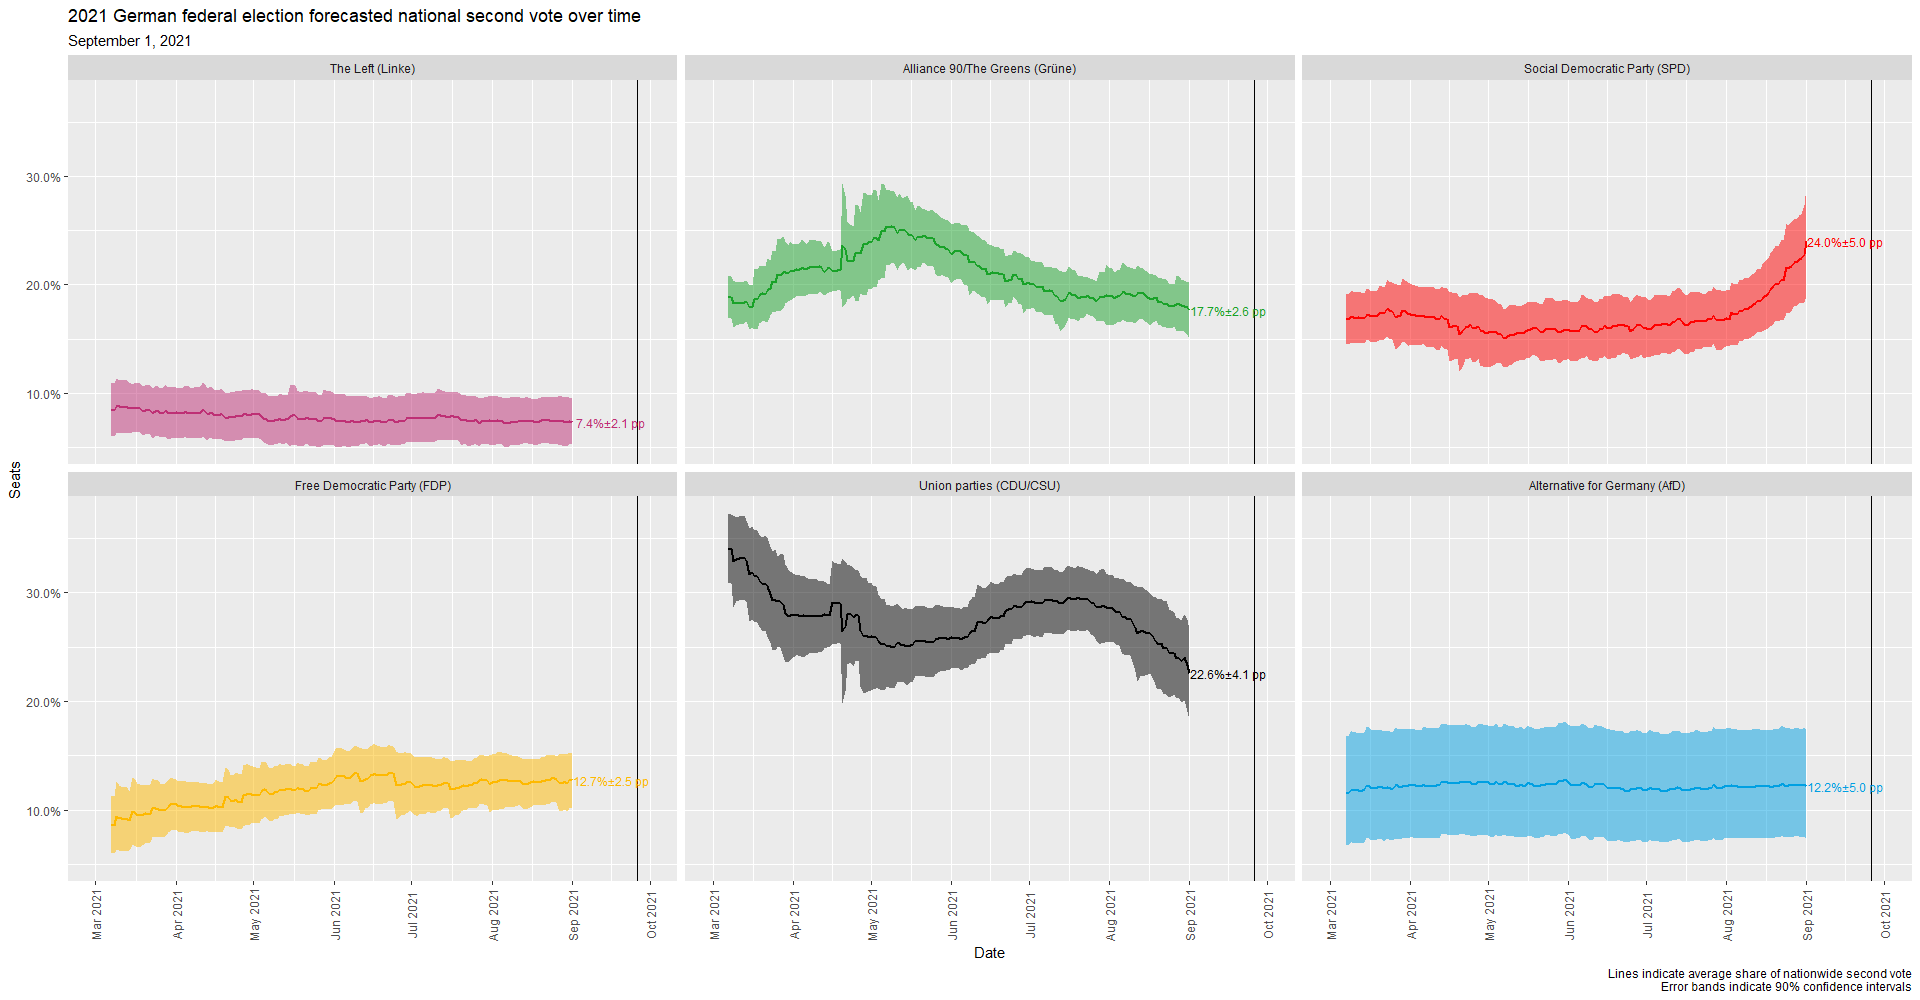 2021 German federal election forecasted national second vote over time
September 1, 2021
The Left (Linke)
Alliance 90/The Greens (Grüne)
Social Democratic Party (SPD)
30.0%
20.0%
10.0%
7.4%±2.1 pp
17.7%±2.6 pp
24.0%±5.0 pp
Seats
Free Democratic Party (FDP)
Union parties (CDU/CSU)
Alternative for Germany (AfD)
30.0%
20.0%
10.0%
12.7%±2.5 pp
22.6%±4.1 pp
12.2%±5.0 pp
Mar 2021
Apr 2021
May 2021
Jun 2021
Jul 2021
Aug 2021
Sep 2021
Oct 2021
Mar 2021
Apr 2021
May 2021
Jun 2021
Jul 2021
Aug 2021
Sep 2021
Oct 2021
Mar 2021
Apr 2021
May 2021
Jun 2021
Jul 2021
Aug 2021
Sep 2021
Oct 2021
Date
Lines indicate average share of nationwide second vote
Error bands indicate 90% confidence intervals